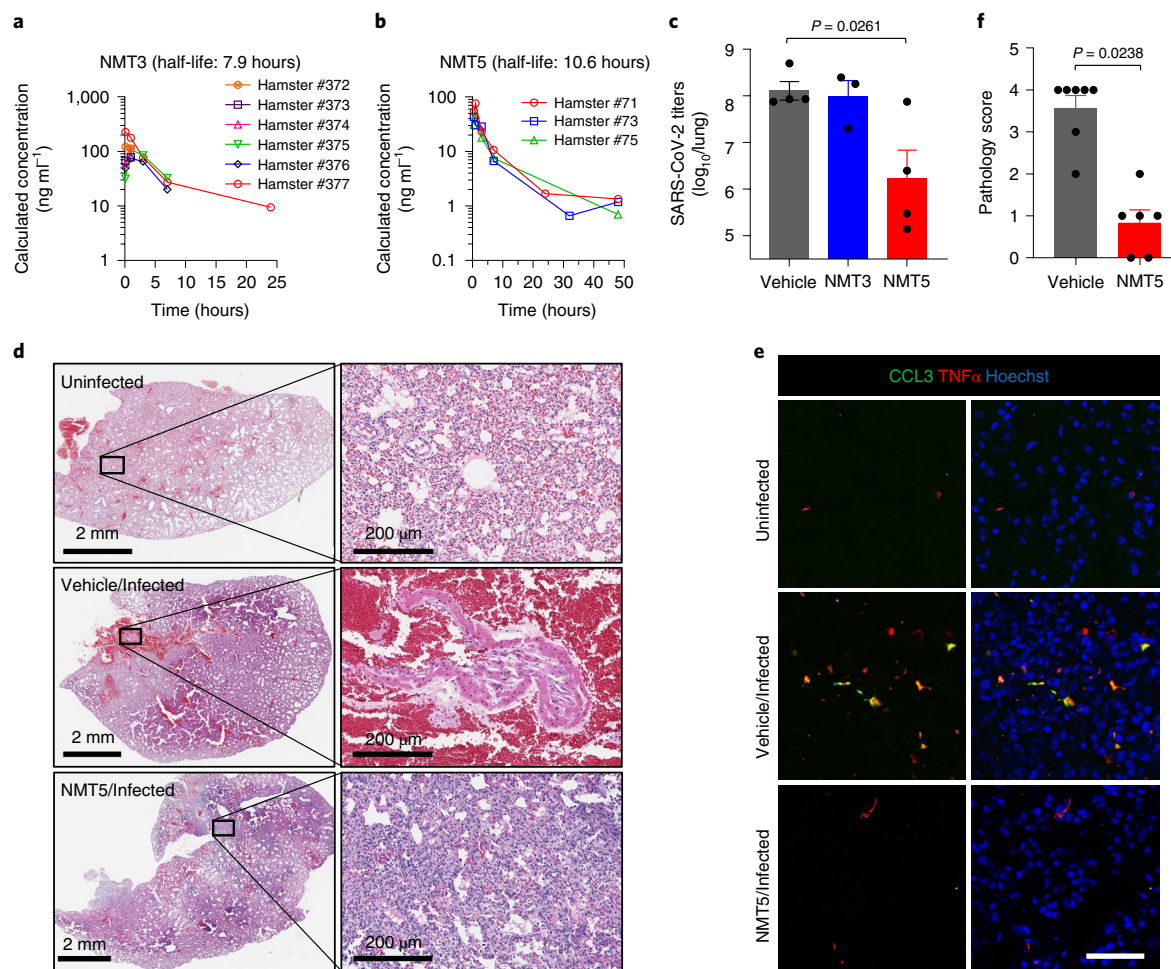 a
NMT3 (half-life: 7.9 hours)
Calculated concentration
(ng ml⁻¹)
1,000
100
10
1
0 5 10 15 20 25
Time (hours)
Hamster #372
Hamster #373
Hamster #374
Hamster #375
Hamster #376
Hamster #377
b
NMT5 (half-life: 10.6 hours)
Calculated concentration
(ng ml⁻¹)
100
10
1
0.1
0 10 20 30 40 50
Time (hours)
Hamster #71
Hamster #73
Hamster #75
c
P = 0.0261
SARS-CoV-2 titers
(log₁₀/lung)
9
8
7
6
5
Vehicle NMT3 NMT5
f
P = 0.0238
Pathology score
5
4
3
2
1
0
Vehicle NMT5
d
Uninfected
2 mm
200 μm
Vehicle/Infected
2 mm
200 μm
NMT5/Infected
2 mm
200 μm
e
CCL3 TNFα Hoechst
Uninfected
Vehicle/Infected
NMT5/Infected